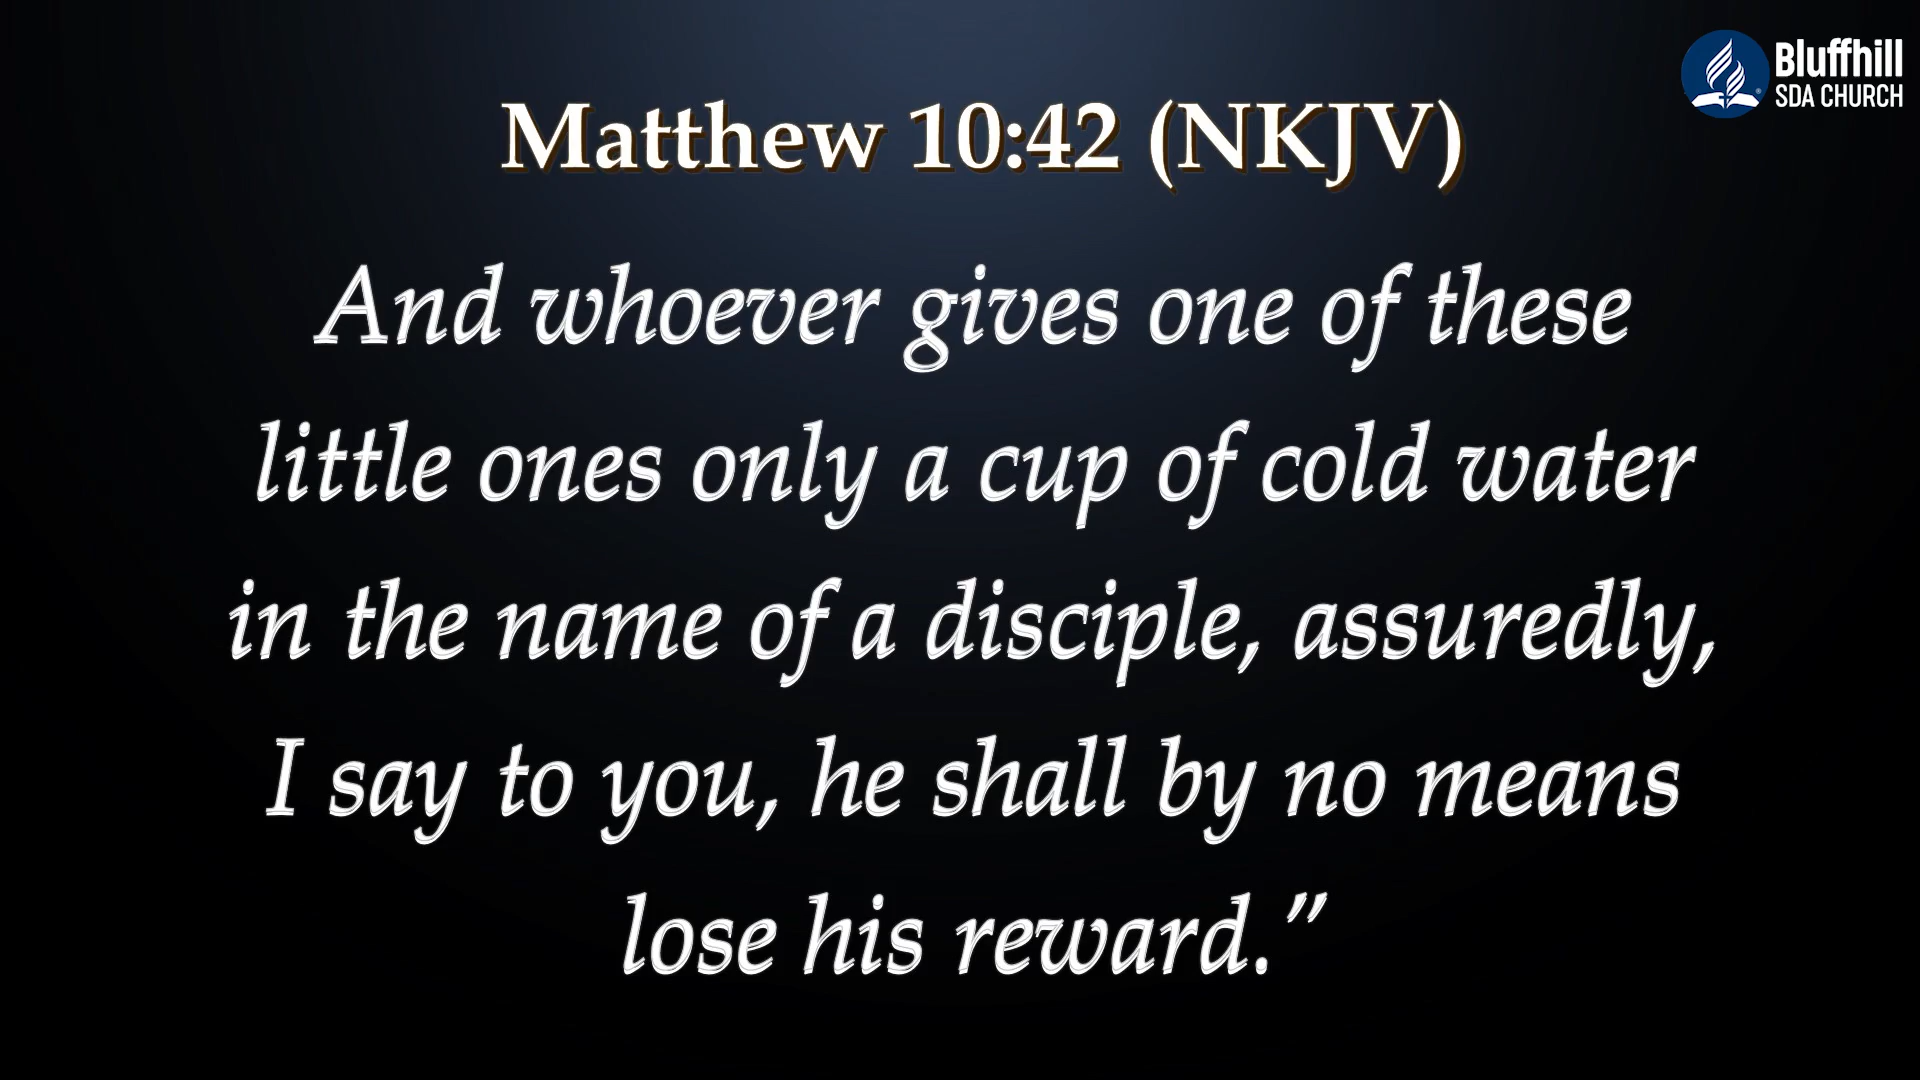 Bluffhill
SDA CHURCH
Matthew 10:42 (NKJV)
And whoever gives one of these
little ones only a cup of cold water
in the name of a disciple, assuredly,
I say to you, he shall by no means
lose his reward.”